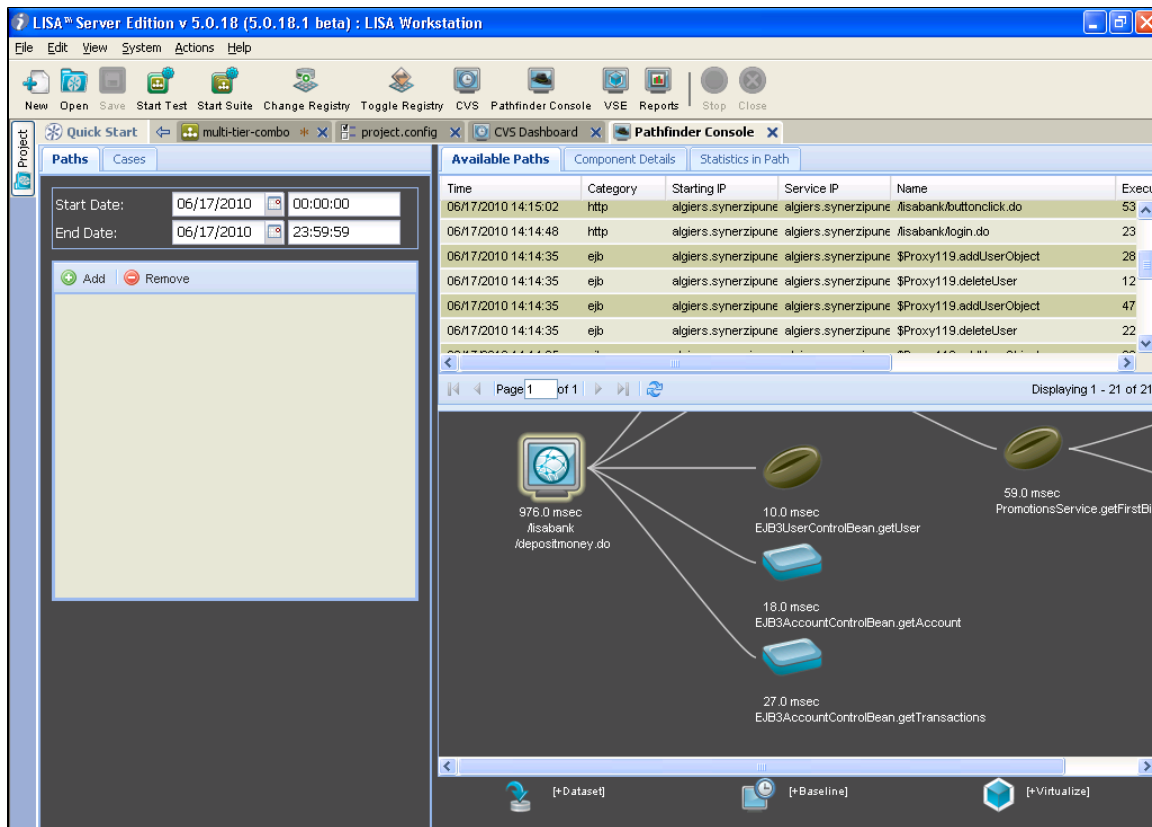 LISA™ Server Edition v 5.0.18 (5.0.18.1 beta) : LISA Workstation
File Edit View System Actions Help
New Open Save Start Test Start Suite Change Registry Toggle Registry CVS Pathfinder Console VSE Reports Stop Close
Project
Quick Start multi-tier-combo project.config CVS Dashboard Pathfinder Console
Paths Cases
Start Date: 06/17/2010 00:00:00
End Date: 06/17/2010 23:59:59
Add Remove
Available Paths Component Details Statistics in Path
Time Category Starting IP Service IP Name Execu
06/17/2010 14:15:02 http algiers.synerzipune algiers.synerzipune /lisabank/buttonclick.do 53
06/17/2010 14:14:48 http algiers.synerzipune algiers.synerzipune /lisabank/login.do 23
06/17/2010 14:14:35 ejb algiers.synerzipune algiers.synerzipune $Proxy119.addUserObject 28
06/17/2010 14:14:35 ejb algiers.synerzipune algiers.synerzipune $Proxy119.deleteUser 12
06/17/2010 14:14:35 ejb algiers.synerzipune algiers.synerzipune $Proxy119.addUserObject 47
06/17/2010 14:14:35 ejb algiers.synerzipune algiers.synerzipune $Proxy119.deleteUser 22
Page 1 of 1 Displaying 1 - 21 of 21
976.0 msec
/lisabank
/depositmoney.do
10.0 msec
EJB3UserControlBean.getUser
59.0 msec
PromotionsService.getFirstBi
18.0 msec
EJB3AccountControlBean.getAccount
27.0 msec
EJB3AccountControlBean.getTransactions
[+Dataset] [+Baseline] [+Virtualize]